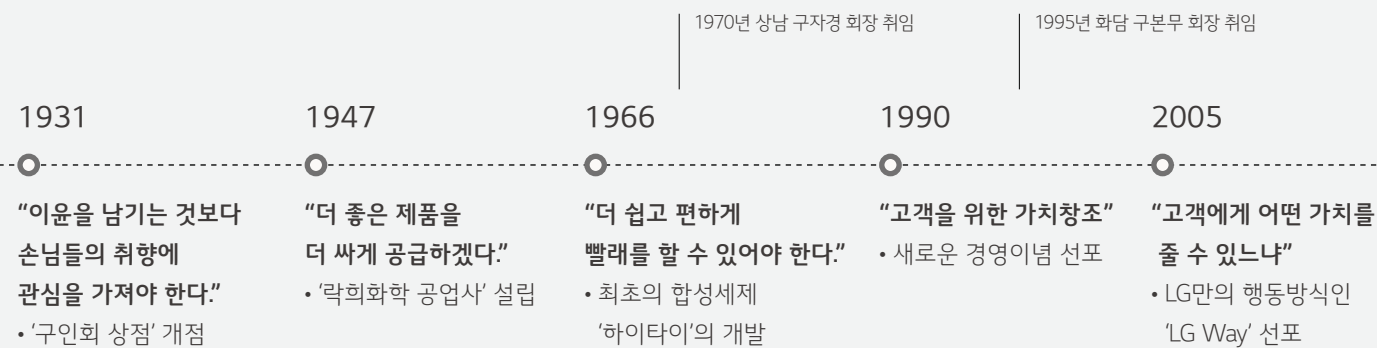 1970년 상남 구자경 회장 취임
1995년 화담 구본무 회장 취임
1931
“이윤을 남기는 것보다
손님들의 취향에
관심을 가져야 한다.”
• ‘구인회 상점’ 개점
1947
“더 좋은 제품을
더 싸게 공급하겠다.”
• ‘락희화학 공업사’ 설립
1966
“더 쉽고 편하게
빨래를 할 수 있어야 한다.”
• 최초의 합성세제
‘하이타이’의 개발
1990
“고객을 위한 가치창조”
• 새로운 경영이념 선포
2005
“고객에게 어떤 가치를
줄 수 있느냐”
• LG만의 행동방식인
‘LG Way’ 선포